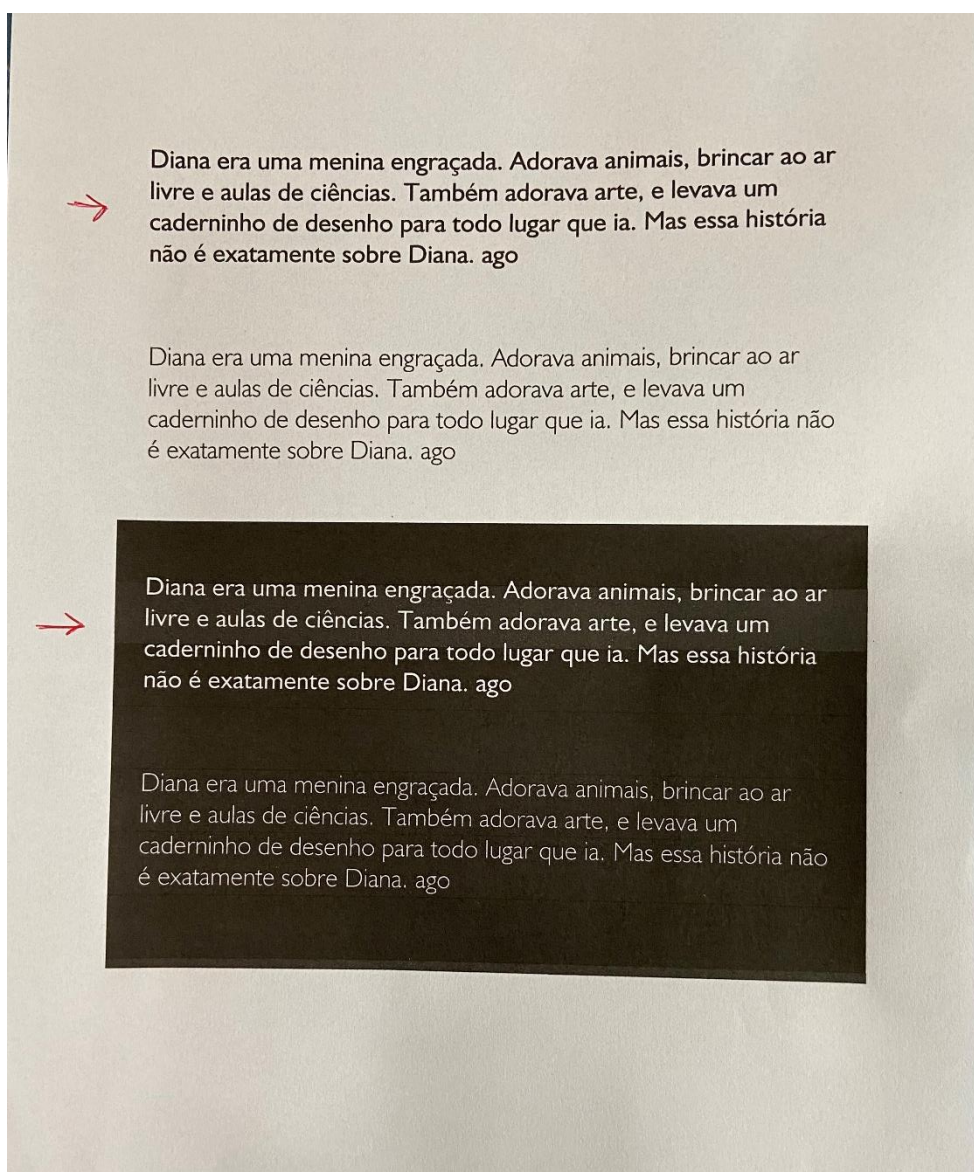 Diana era uma menina engraçada. Adorava animais, brincar ao ar
livre e aulas de ciências. Também adorava arte, e levava um
caderninho de desenho para todo lugar que ia. Mas essa história
não é exatamente sobre Diana. ago
Diana era uma menina engraçada. Adorava animais, brincar ao ar
livre e aulas de ciências. Também adorava arte, e levava um
caderninho de desenho para todo lugar que ia. Mas essa história não
é exatamente sobre Diana. ago
Diana era uma menina engraçada. Adorava animais, brincar ao ar
livre e aulas de ciências. Também adorava arte, e levava um
caderninho de desenho para todo lugar que ia. Mas essa história
não é exatamente sobre Diana. ago
Diana era uma menina engraçada. Adorava animais, brincar ao ar
livre e aulas de ciências. Também adorava arte, e levava um
caderninho de desenho para todo lugar que ia. Mas essa história não
é exatamente sobre Diana. ago